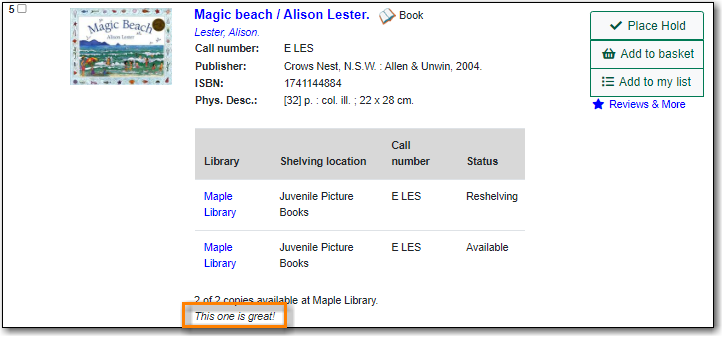 5
Magic Beach
Alison Lester
Magic beach / Alison Lester. Book
Lester, Alison.
Call number: E LES
Publisher: Crows Nest, N.S.W. : Allen & Unwin, 2004.
ISBN: 1741144884
Phys. Desc.: [32] p. : col. ill. ; 22 x 28 cm.
Place Hold
Add to basket
Add to my list
Reviews & More
Library Shelving location Call number Status
Maple Library Juvenile Picture Books E LES Reshelving
Maple Library Juvenile Picture Books E LES Available
2 of 2 copies available at Maple Library.
This one is great!